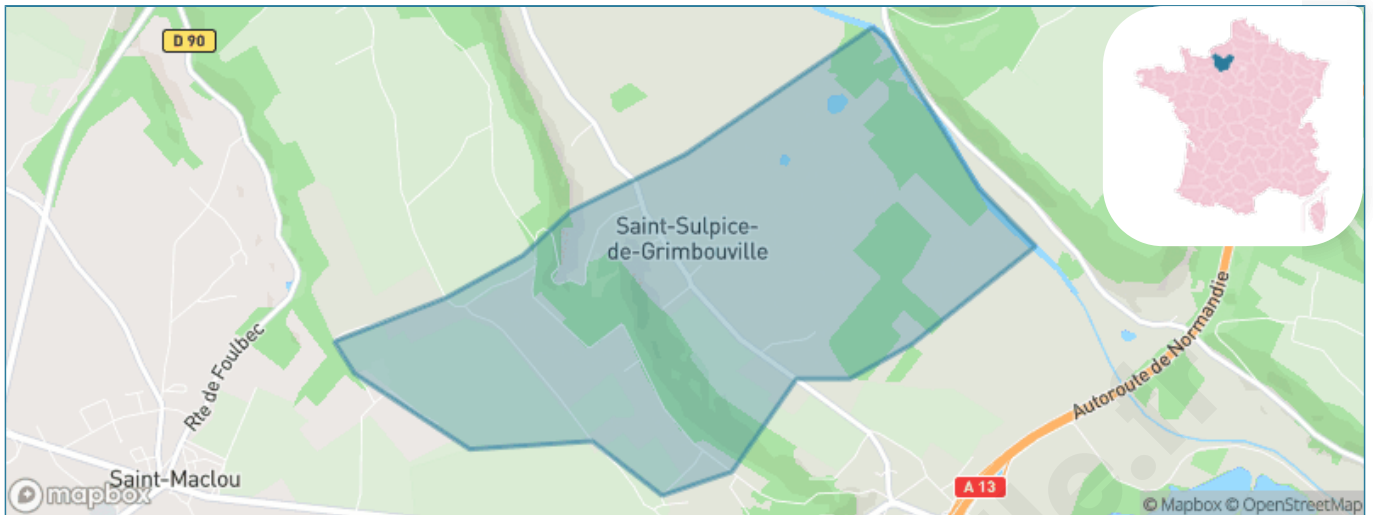 D 90
Saint-Sulpice-
de-Grimbouville
Autoroute de Normandie
Rte de Foulbec
Saint-Maclou
A 13
mapbox
© Mapbox © OpenStreetMap